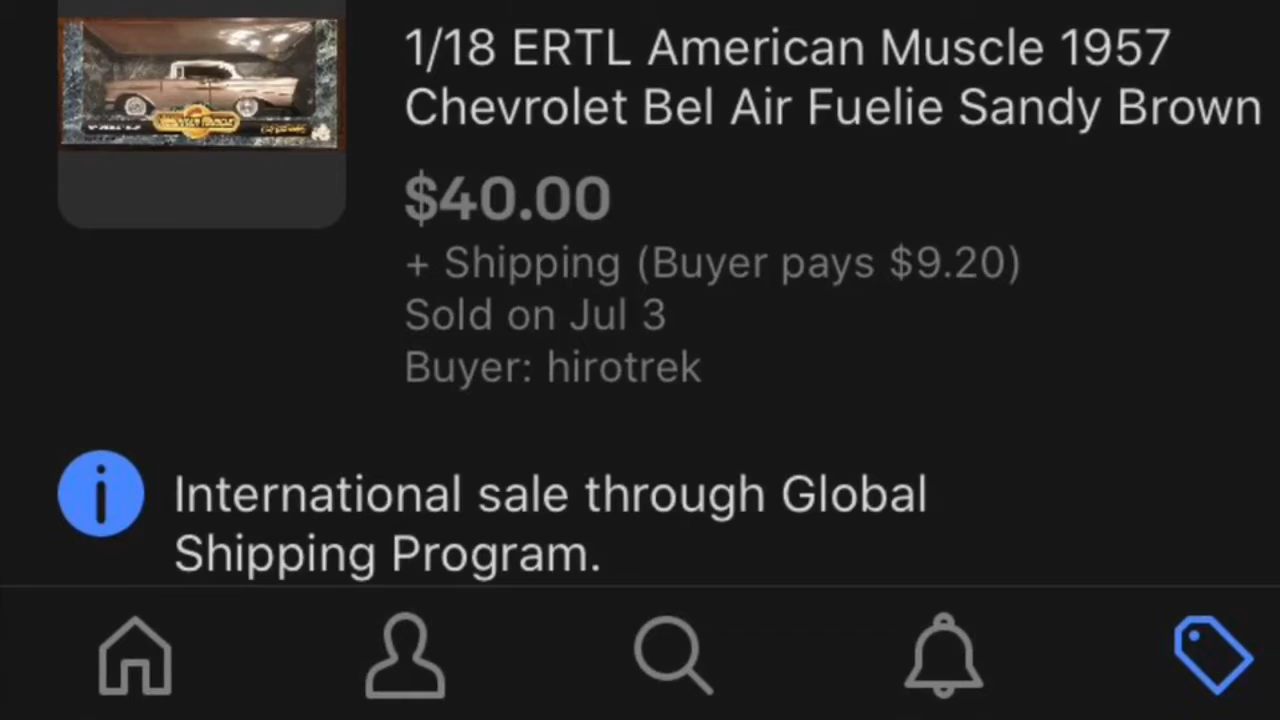 1/18 ERTL American Muscle 1957
Chevrolet Bel Air Fuelie Sandy Brown
$40.00
+ Shipping (Buyer pays $9.20)
Sold on Jul 3
Buyer: hirotrek
International sale through Global
Shipping Program.